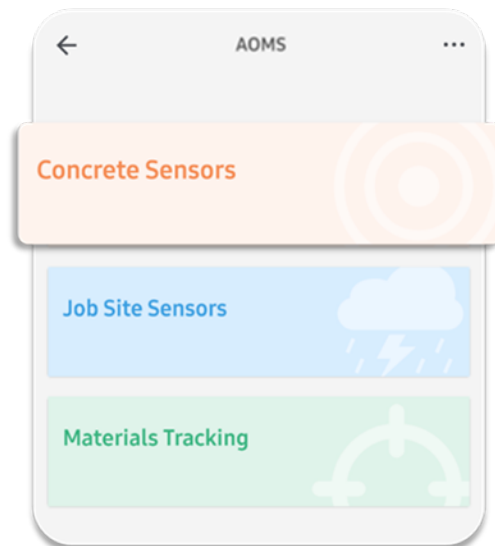 AOMS
Concrete Sensors
Job Site Sensors
Materials Tracking